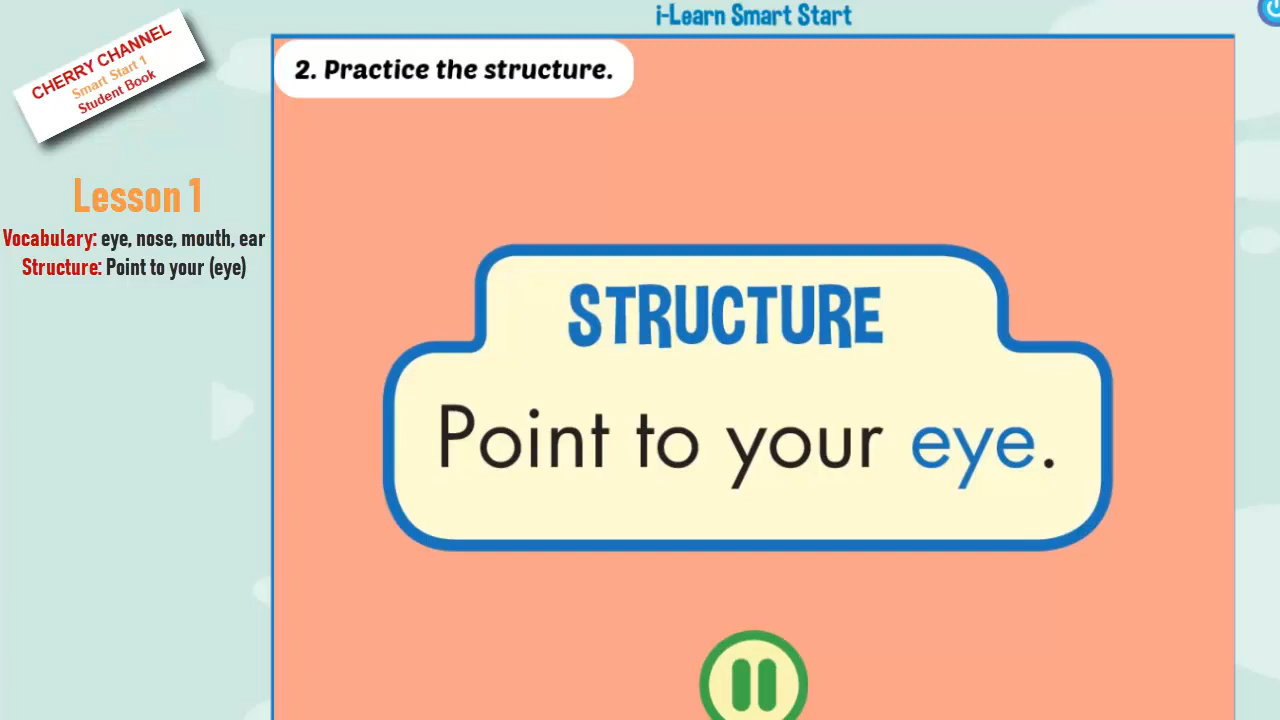 i-Learn Smart Start
CHERRY CHANNEL
Smart Start 1
Student Book
2. Practice the structure.
Lesson 1
Vocabulary: eye, nose, mouth, ear
Structure: Point to your (eye)
STRUCTURE
Point to your eye.